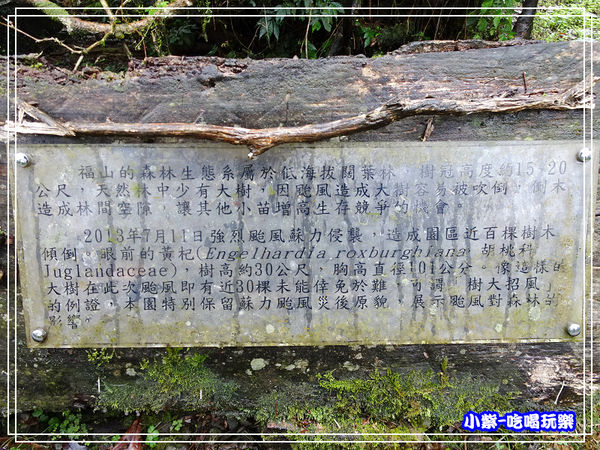 福山的森林生態系屬於低海拔闊葉林，樹冠高度約15-20
公尺，天然林中少有大樹，因颱風造成大樹容易被吹倒，倒木
造成林間空隙，讓其他小苗增高生存競爭的機會。
2013年7月11日強烈颱風蘇力侵襲，造成園區近百棵樹木
傾倒。眼前的黃杞(Engelhardia roxburghiana, 胡桃科
Juglandaceae)，樹高約30公尺，胸高直徑101公分。像這樣的
大樹在此次颱風即有近30棵未能倖免於難，而謂「樹大招風」
的例證，本園特別保留蘇力颱風災後原貌，展示颱風對森林的
影響。
小紫-吃喝玩樂